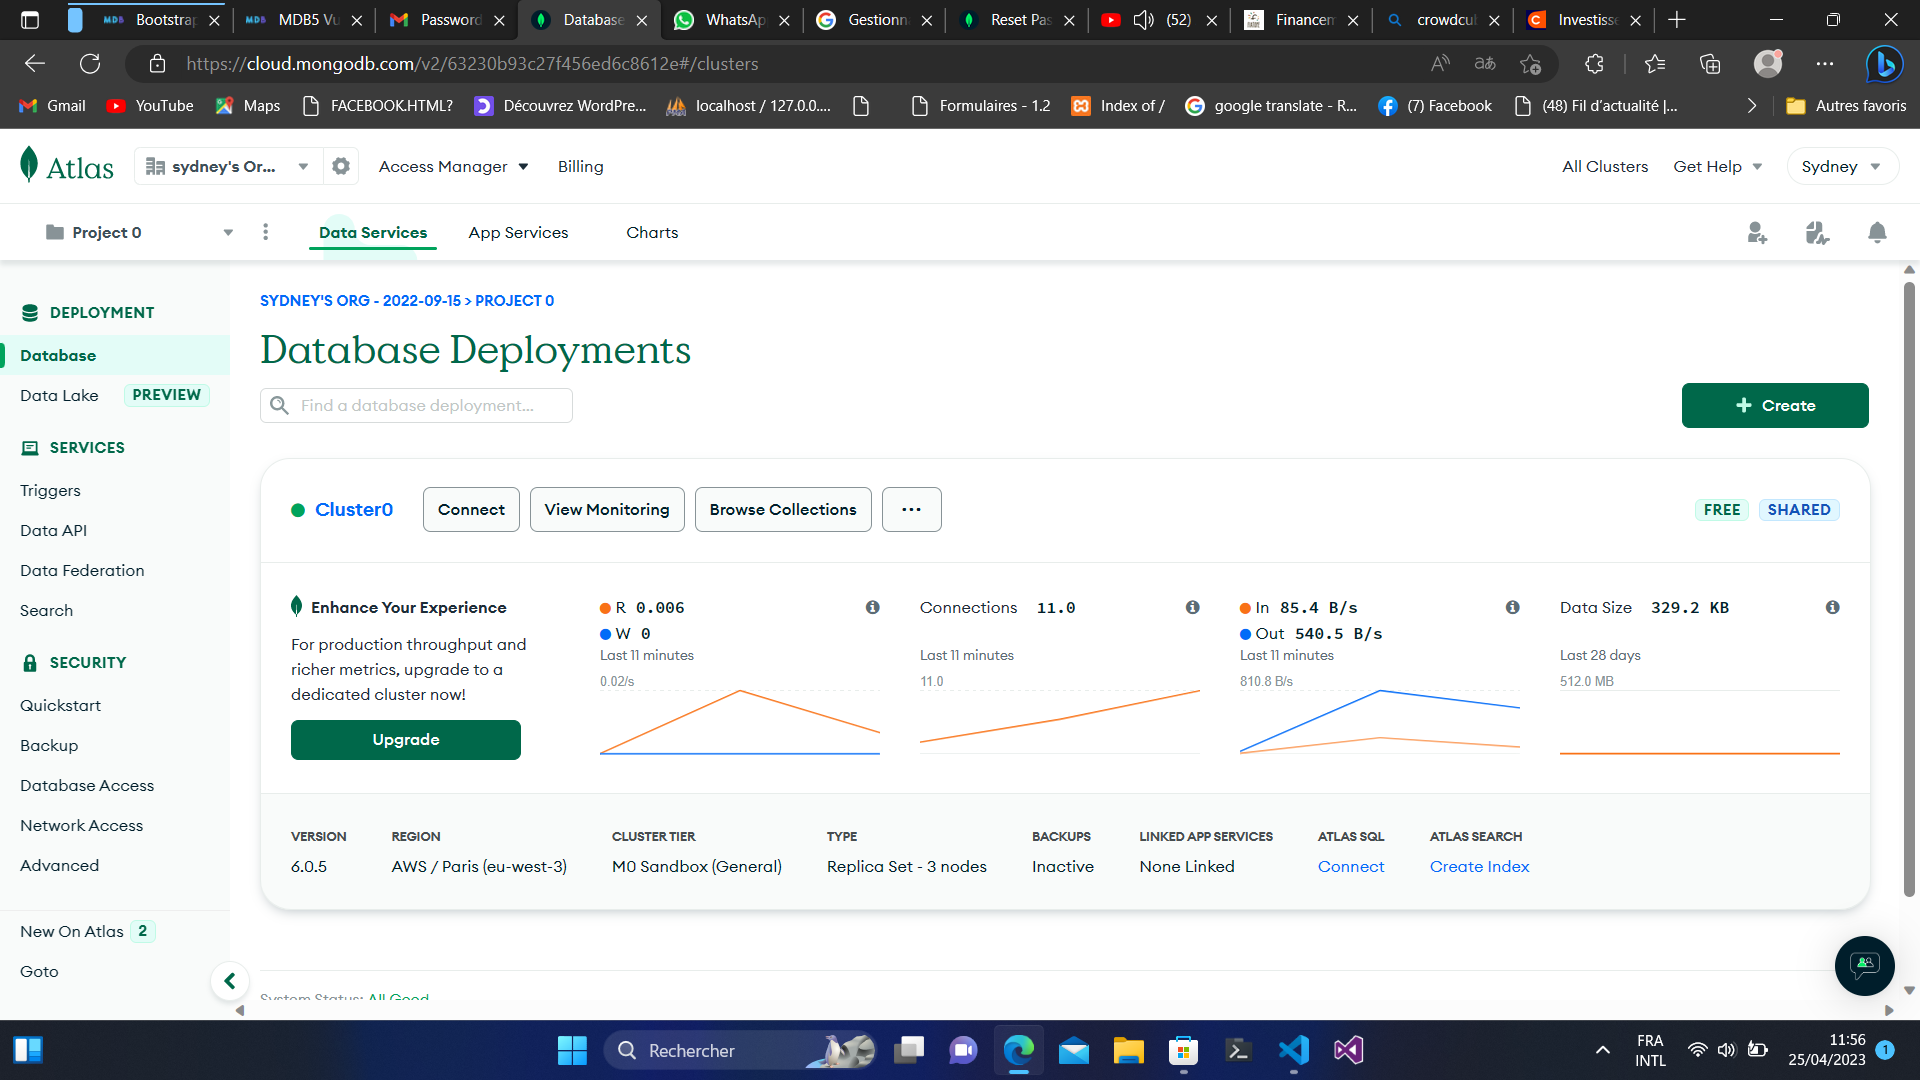 Bootstrap
MDB5 Vu
Password
Database
WhatsAp
Gestionn
Reset Pas
(52)
Financem
crowdcub
Investisse
https://cloud.mongodb.com/v2/63230b93c27f456ed6c8612e#/clusters
Gmail
YouTube
Maps
FACEBOOK.HTML?
Découvrez WordPre...
localhost / 127.0.0....
Formulaires - 1.2
Index of /
google translate - R...
(7) Facebook
(48) Fil d'actualité |...
Autres favoris
Atlas
sydney's Or...
Access Manager
Billing
All Clusters
Get Help
Sydney
Project 0
Data Services
App Services
Charts
DEPLOYMENT
Database
Data Lake PREVIEW
SERVICES
Triggers
Data API
Data Federation
Search
SECURITY
Quickstart
Backup
Database Access
Network Access
Advanced
New On Atlas 2
Goto
SYDNEY'S ORG - 2022-09-15 > PROJECT 0
Database Deployments
Find a database deployment...
+ Create
Cluster0
Connect
View Monitoring
Browse Collections
...
FREE
SHARED
Enhance Your Experience
For production throughput and
richer metrics, upgrade to a
dedicated cluster now!
Upgrade
R 0.006
W 0
Last 11 minutes
0.02/s
Connections 11.0
Last 11 minutes
11.0
In 85.4 B/s
Out 540.5 B/s
Last 11 minutes
810.8 B/s
Data Size 329.2 KB
Last 28 days
512.0 MB
VERSION
6.0.5
REGION
AWS / Paris (eu-west-3)
CLUSTER TIER
M0 Sandbox (General)
TYPE
Replica Set - 3 nodes
BACKUPS
Inactive
LINKED APP SERVICES
None Linked
ATLAS SQL
Connect
ATLAS SEARCH
Create Index
System Status: All Good
Rechercher
FRA
INTL
11:56
25/04/2023
1